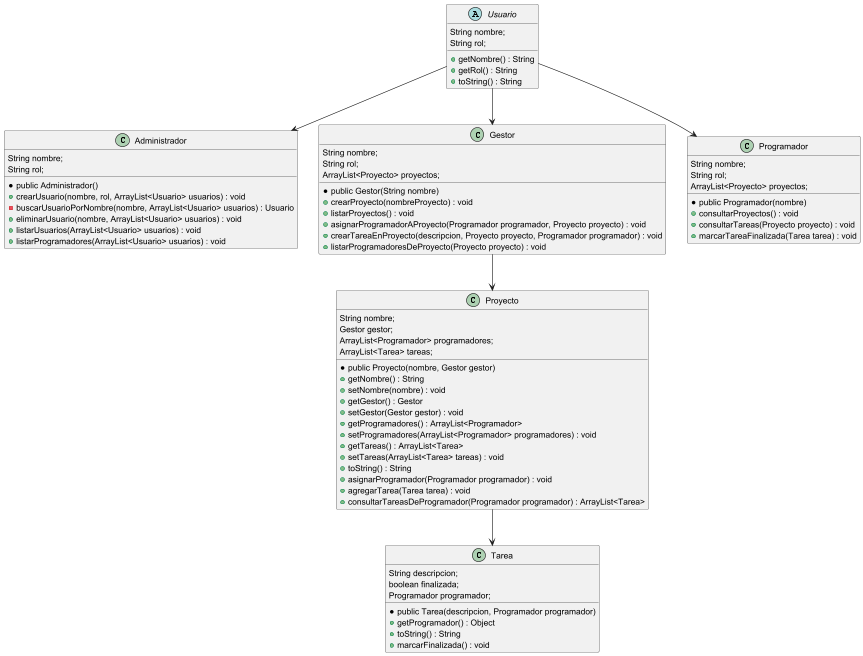 A Usuario
String nombre;
String rol;
getNombre() : String
getRol() : String
toString() : String
C Administrador
String nombre;
String rol;
public Administrador()
crearUsuario(nombre, rol, ArrayList<Usuario> usuarios) : void
buscarUsuarioPorNombre(nombre, ArrayList<Usuario> usuarios) : Usuario
eliminarUsuario(nombre, ArrayList<Usuario> usuarios) : void
listarUsuarios(ArrayList<Usuario> usuarios) : void
listarProgramadores(ArrayList<Usuario> usuarios) : void
C Gestor
String nombre;
String rol;
ArrayList<Proyecto> proyectos;
public Gestor(String nombre)
crearProyecto(nombreProyecto) : void
listarProyectos() : void
asignarProgramadorAProyecto(Programador programador, Proyecto proyecto) : void
crearTareaEnProyecto(descripcion, Proyecto proyecto, Programador programador) : void
listarProgramadoresDeProyecto(Proyecto proyecto) : void
C Programador
String nombre;
String rol;
ArrayList<Proyecto> proyectos;
public Programador(nombre)
consultarProyectos() : void
consultarTareas(Proyecto proyecto) : void
marcarTareaFinalizada(Tarea tarea) : void
C Proyecto
String nombre;
Gestor gestor;
ArrayList<Programador> programadores;
ArrayList<Tarea> tareas;
public Proyecto(nombre, Gestor gestor)
getNombre() : String
setNombre(nombre) : void
getGestor() : Gestor
setGestor(Gestor gestor) : void
getProgramadores() : ArrayList<Programador>
setProgramadores(ArrayList<Programador> programadores) : void
getTareas() : ArrayList<Tarea>
setTareas(ArrayList<Tarea> tareas) : void
toString() : String
asignarProgramador(Programador programador) : void
agregarTarea(Tarea tarea) : void
consultarTareasDeProgramador(Programador programador) : ArrayList<Tarea>
C Tarea
String descripcion;
boolean finalizada;
Programador programador;
public Tarea(descripcion, Programador programador)
getProgramador() : Object
toString() : String
marcarFinalizada() : void